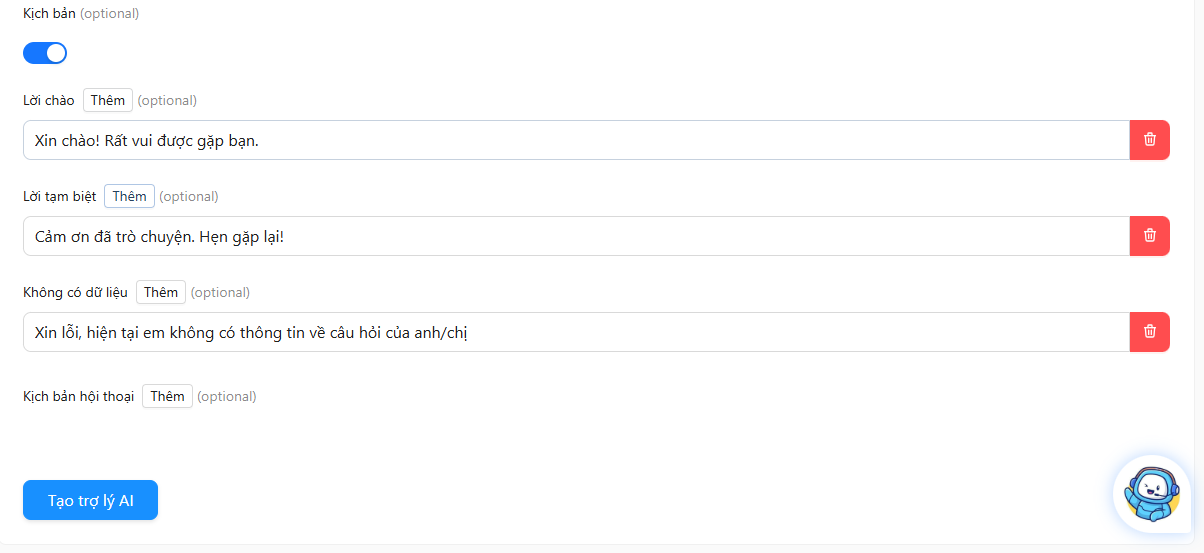 Kịch bản (optional)
Lời chào Thêm (optional)
Xin chào! Rất vui được gặp bạn.
Lời tạm biệt Thêm (optional)
Cảm ơn đã trò chuyện. Hẹn gặp lại!
Không có dữ liệu Thêm (optional)
Xin lỗi, hiện tại em không có thông tin về câu hỏi của anh/chị
Kịch bản hội thoại Thêm (optional)
Tạo trợ lý AI